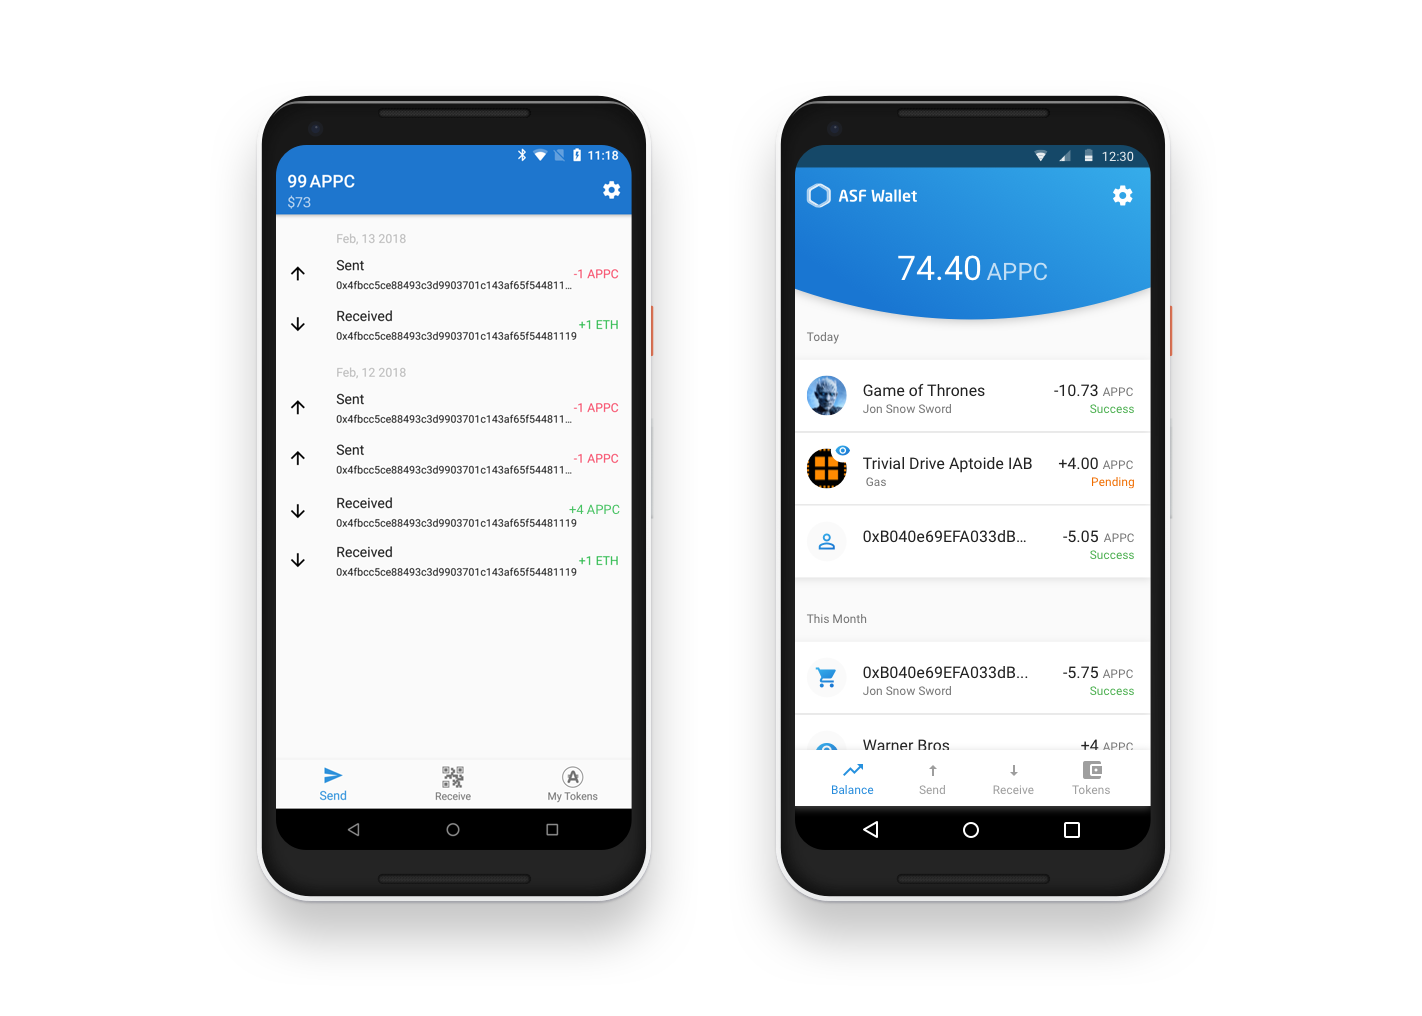 11:18
99 APPC
$73
Feb, 13 2018
Sent
-1 APPC
0x4fbcc5ce88493c3d9903701c143af65f544811...
Received
+1 ETH
0x4fbcc5ce88493c3d9903701c143af65f54481119
Feb, 12 2018
Sent
-1 APPC
0x4fbcc5ce88493c3d9903701c143af65f544811...
Sent
-1 APPC
0x4fbcc5ce88493c3d9903701c143af65f544811...
Received
+4 APPC
0x4fbcc5ce88493c3d9903701c143af65f54481119
Received
+1 ETH
0x4fbcc5ce88493c3d9903701c143af65f54481119
Send Receive My Tokens
12:30
ASF Wallet
74.40 APPC
Today
Game of Thrones -10.73 APPC
Jon Snow Sword Success
Trivial Drive Aptoide IAB +4.00 APPC
Gas Pending
0xB040e69EFA033dB... -5.05 APPC
Success
This Month
0xB040e69EFA033dB... -5.75 APPC
Jon Snow Sword Success
Warner Bros +4 APPC
Balance Send Receive Tokens